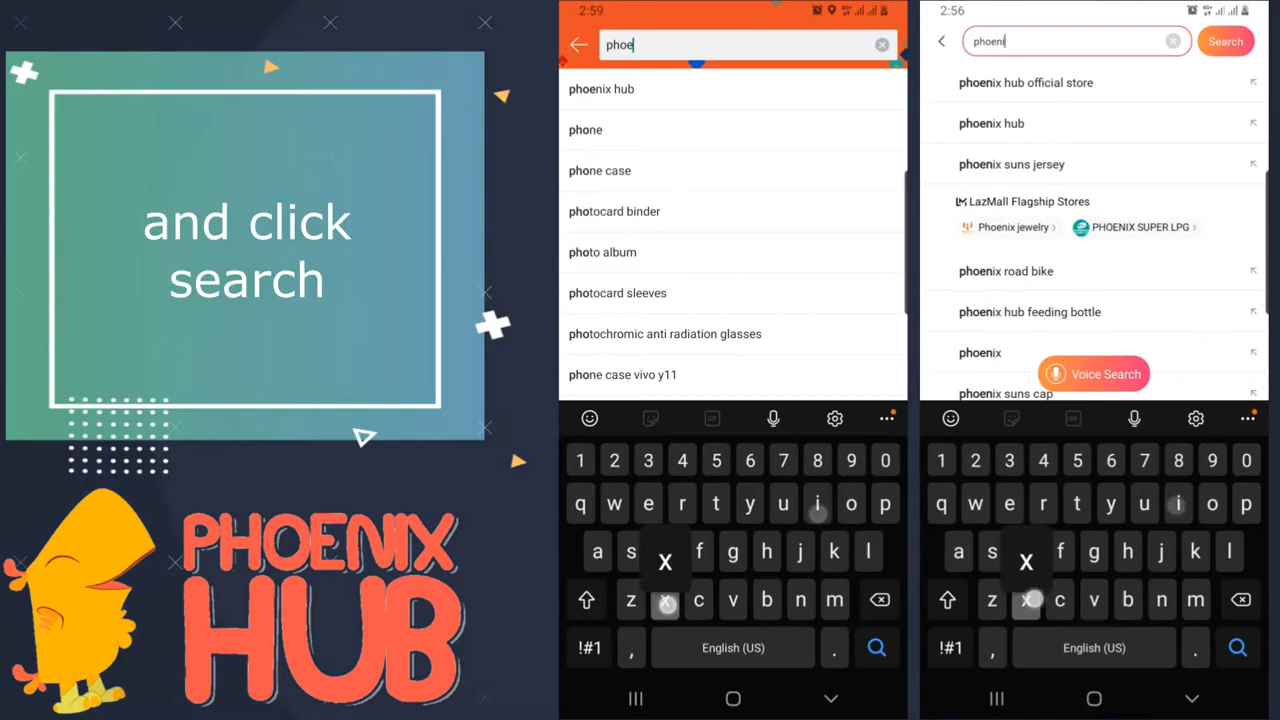 and click
search
PHOENIX
HUB
2:59
phoe
phoenix hub
phone
phone case
photocard binder
photo album
photocard sleeves
photochromic anti radiation glasses
phone case vivo y11
GIF
1 2 3 4 5 6 7 8 9 0
q w e r t y u i o p
a s x f g h j k l
z x c v b n m
!#1 , English (US) .
2:56
phoeni
Search
phoenix hub official store
phoenix hub
phoenix suns jersey
LazMall Flagship Stores
Phoenix jewelry > PHOENIX SUPER LPG >
phoenix road bike
phoenix hub feeding bottle
phoenix
Voice Search
phoenix suns cap
GIF
1 2 3 4 5 6 7 8 9 0
q w e r t y u i o p
a s x f g h j k l
z x c v b n m
!#1 , English (US) .